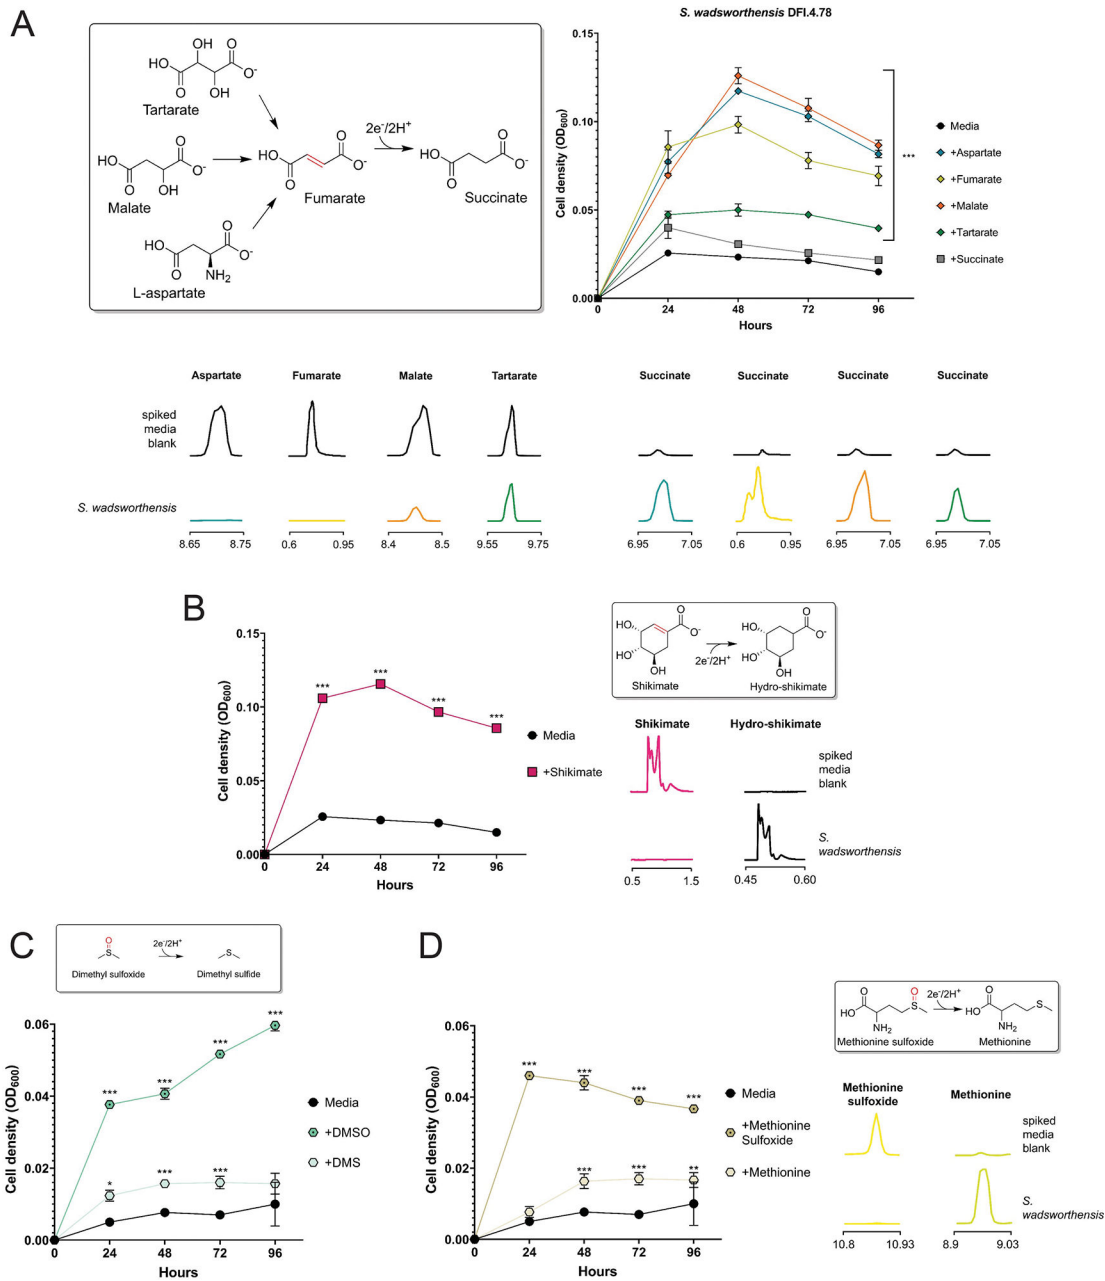 A
HO
OH
O
O
OH
O⁻
Tartarate
HO
O
O
OH
O⁻
Malate
HO
O
O
NH₂
O⁻
L-aspartate
HO
O
O
O⁻
Fumarate
2e⁻/2H⁺
HO
O
O
O⁻
Succinate
S. wadsworthensis DFI.4.78
Cell density (OD₆₀₀)
0.15
0.10
0.05
0.00
0 24 48 72 96
Hours
***
Media
+Aspartate
+Fumarate
+Malate
+Tartarate
+Succinate
Aspartate Fumarate Malate Tartarate Succinate Succinate Succinate Succinate
spiked
media
blank
S. wadsworthensis
8.65 8.75 0.6 0.95 8.4 8.5 9.55 9.75 6.95 7.05 0.6 0.95 6.95 7.05 6.95 7.05
B
Cell density (OD₆₀₀)
0.15
0.10
0.05
0.00
*** *** *** ***
0 24 48 72 96
Hours
Media
+Shikimate
HO
HO
OH
O
O⁻
Shikimate
2e⁻/2H⁺
HO
HO
OH
O
O⁻
Hydro-shikimate
Shikimate Hydro-shikimate
spiked
media
blank
S.
wadsworthensis
0.5 1.5 0.45 0.60
C
O
S
Dimethyl sulfoxide
2e⁻/2H⁺
S
Dimethyl sulfide
Cell density (OD₆₀₀)
0.06
0.04
0.02
0.00
*** *** *** ***
* *** ***
0 24 48 72 96
Hours
Media
+DMSO
+DMS
D
Cell density (OD₆₀₀)
0.06
0.04
0.02
0.00
*** *** *** ***
*** *** **
0 24 48 72 96
Hours
Media
+Methionine
Sulfoxide
+Methionine
HO
O
NH₂
S
O
Methionine sulfoxide
2e⁻/2H⁺
HO
O
NH₂
S
Methionine
Methionine
sulfoxide
Methionine
spiked
media
blank
S.
wadsworthensis
10.8 10.93 8.9 9.03